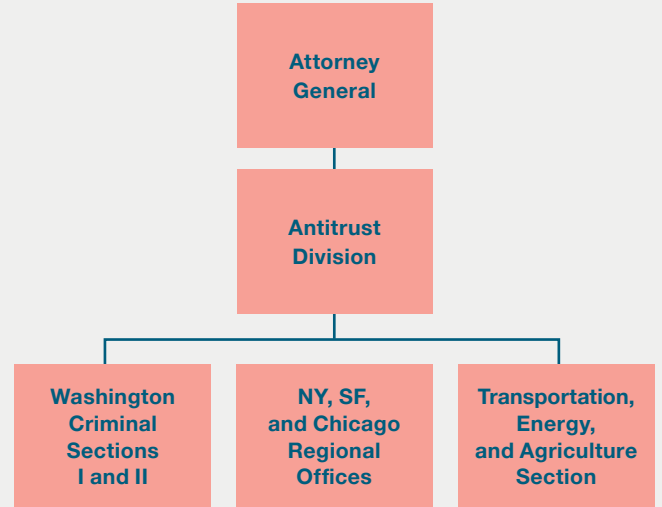 Attorney
General
Antitrust
Division
Washington
Criminal
Sections
I and II
NY, SF,
and Chicago
Regional
Offices
Transportation,
Energy,
and Agriculture
Section